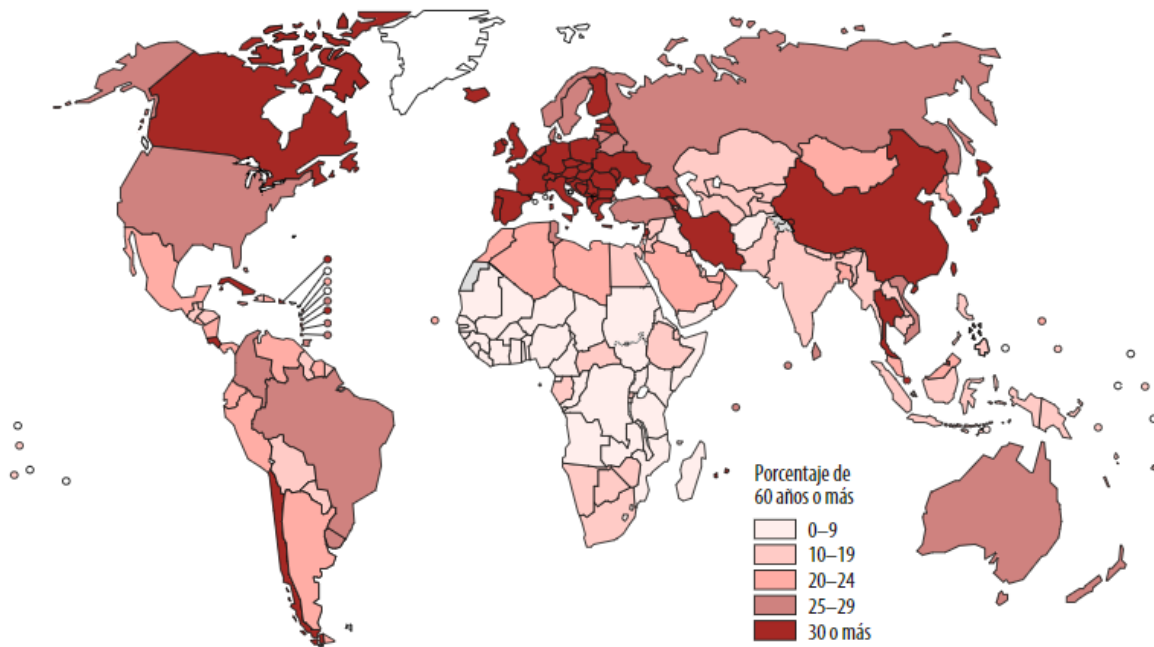 Porcentaje de
60 años o más
0–9
10–19
20–24
25–29
30 o más